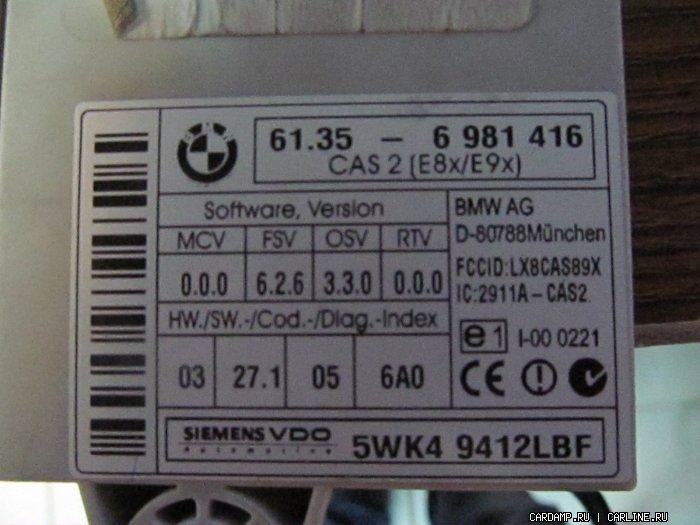 BMW
61.35 – 6 981 416
CAS 2 (E8x/E9x)
Software, Version
MCV FSV OSV RTV
0.0.0 6.2.6 3.3.0 0.0.0
HW./SW.-/Cod.-/Diag.-Index
03 27.1 05 6A0
BMW AG
D-80788München
FCCID:LX8CAS89X
IC:2911A-CAS2
e1 I-00 0221
CE
SIEMENS VDO
Automotive
5WK4 9412LBF
CARDAMP.RU | CARLINE.RU